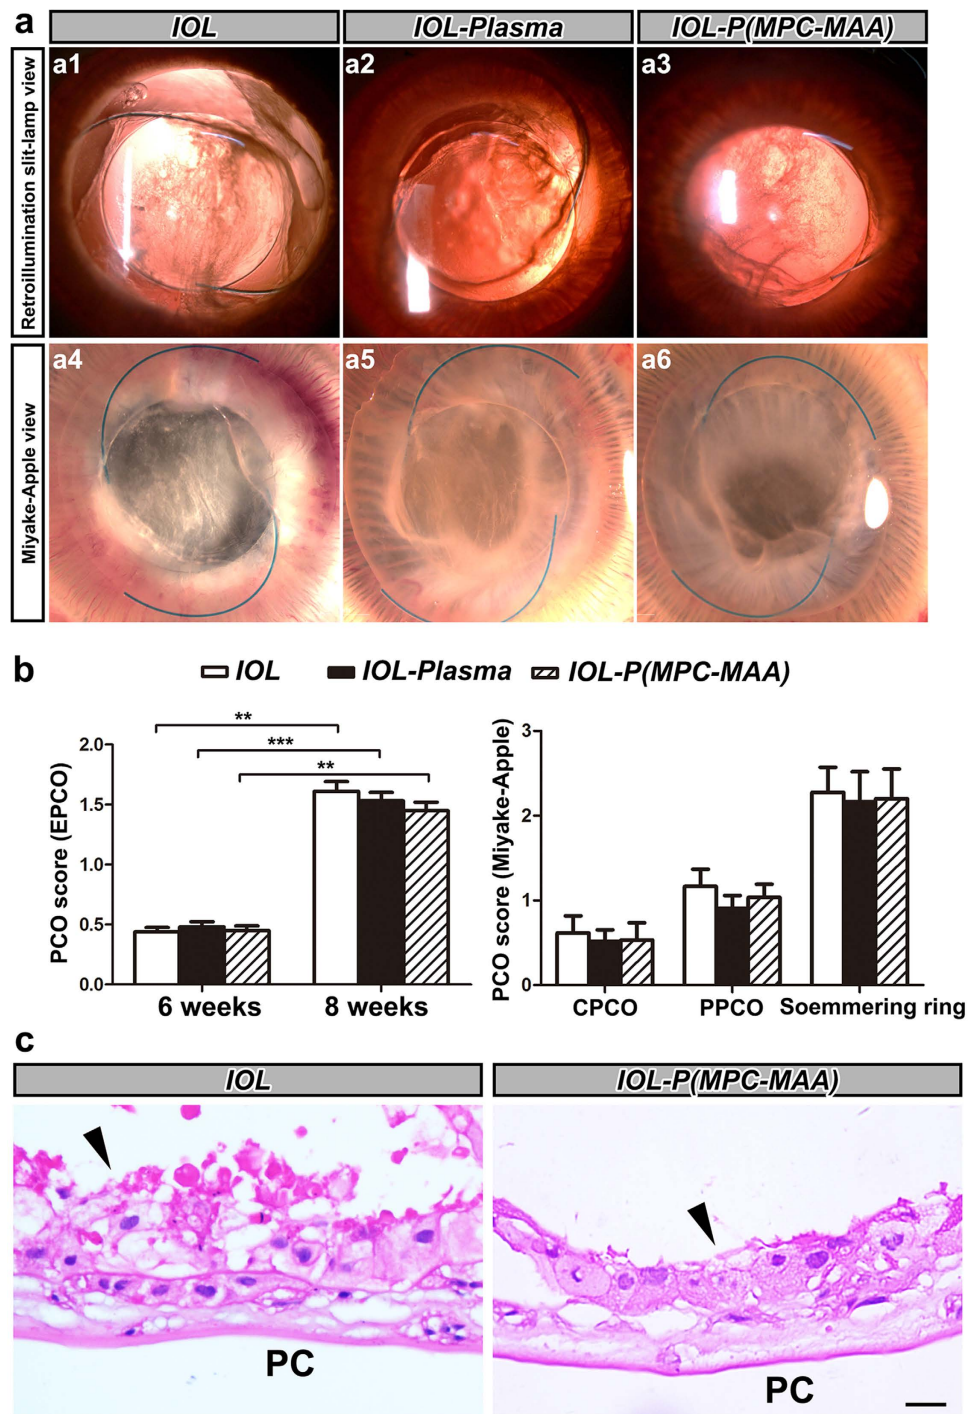 a
IOL
IOL-Plasma
IOL-P(MPC-MAA)
Retroillumination slit-lamp view
a1
a2
a3
Miyake-Apple view
a4
a5
a6
b
IOL
IOL-Plasma
IOL-P(MPC-MAA)
PCO score (EPCO)
2.0
1.5
1.0
0.5
0.0
**
***
**
6 weeks
8 weeks
PCO score (Miyake-Apple)
3
2
1
0
CPCO
PPCO
Soemmering ring
c
IOL
IOL-P(MPC-MAA)
PC
PC